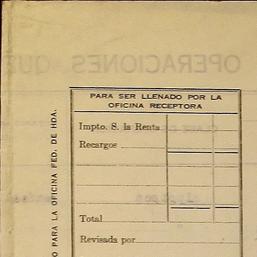 OPERACIONES QUE
PARA SER LLENADO POR LA
OFICINA RECEPTORA
Impto. S. la Renta
Recargos
Total
Revisada por
O PARA LA OFICINA FED. DE HDA.